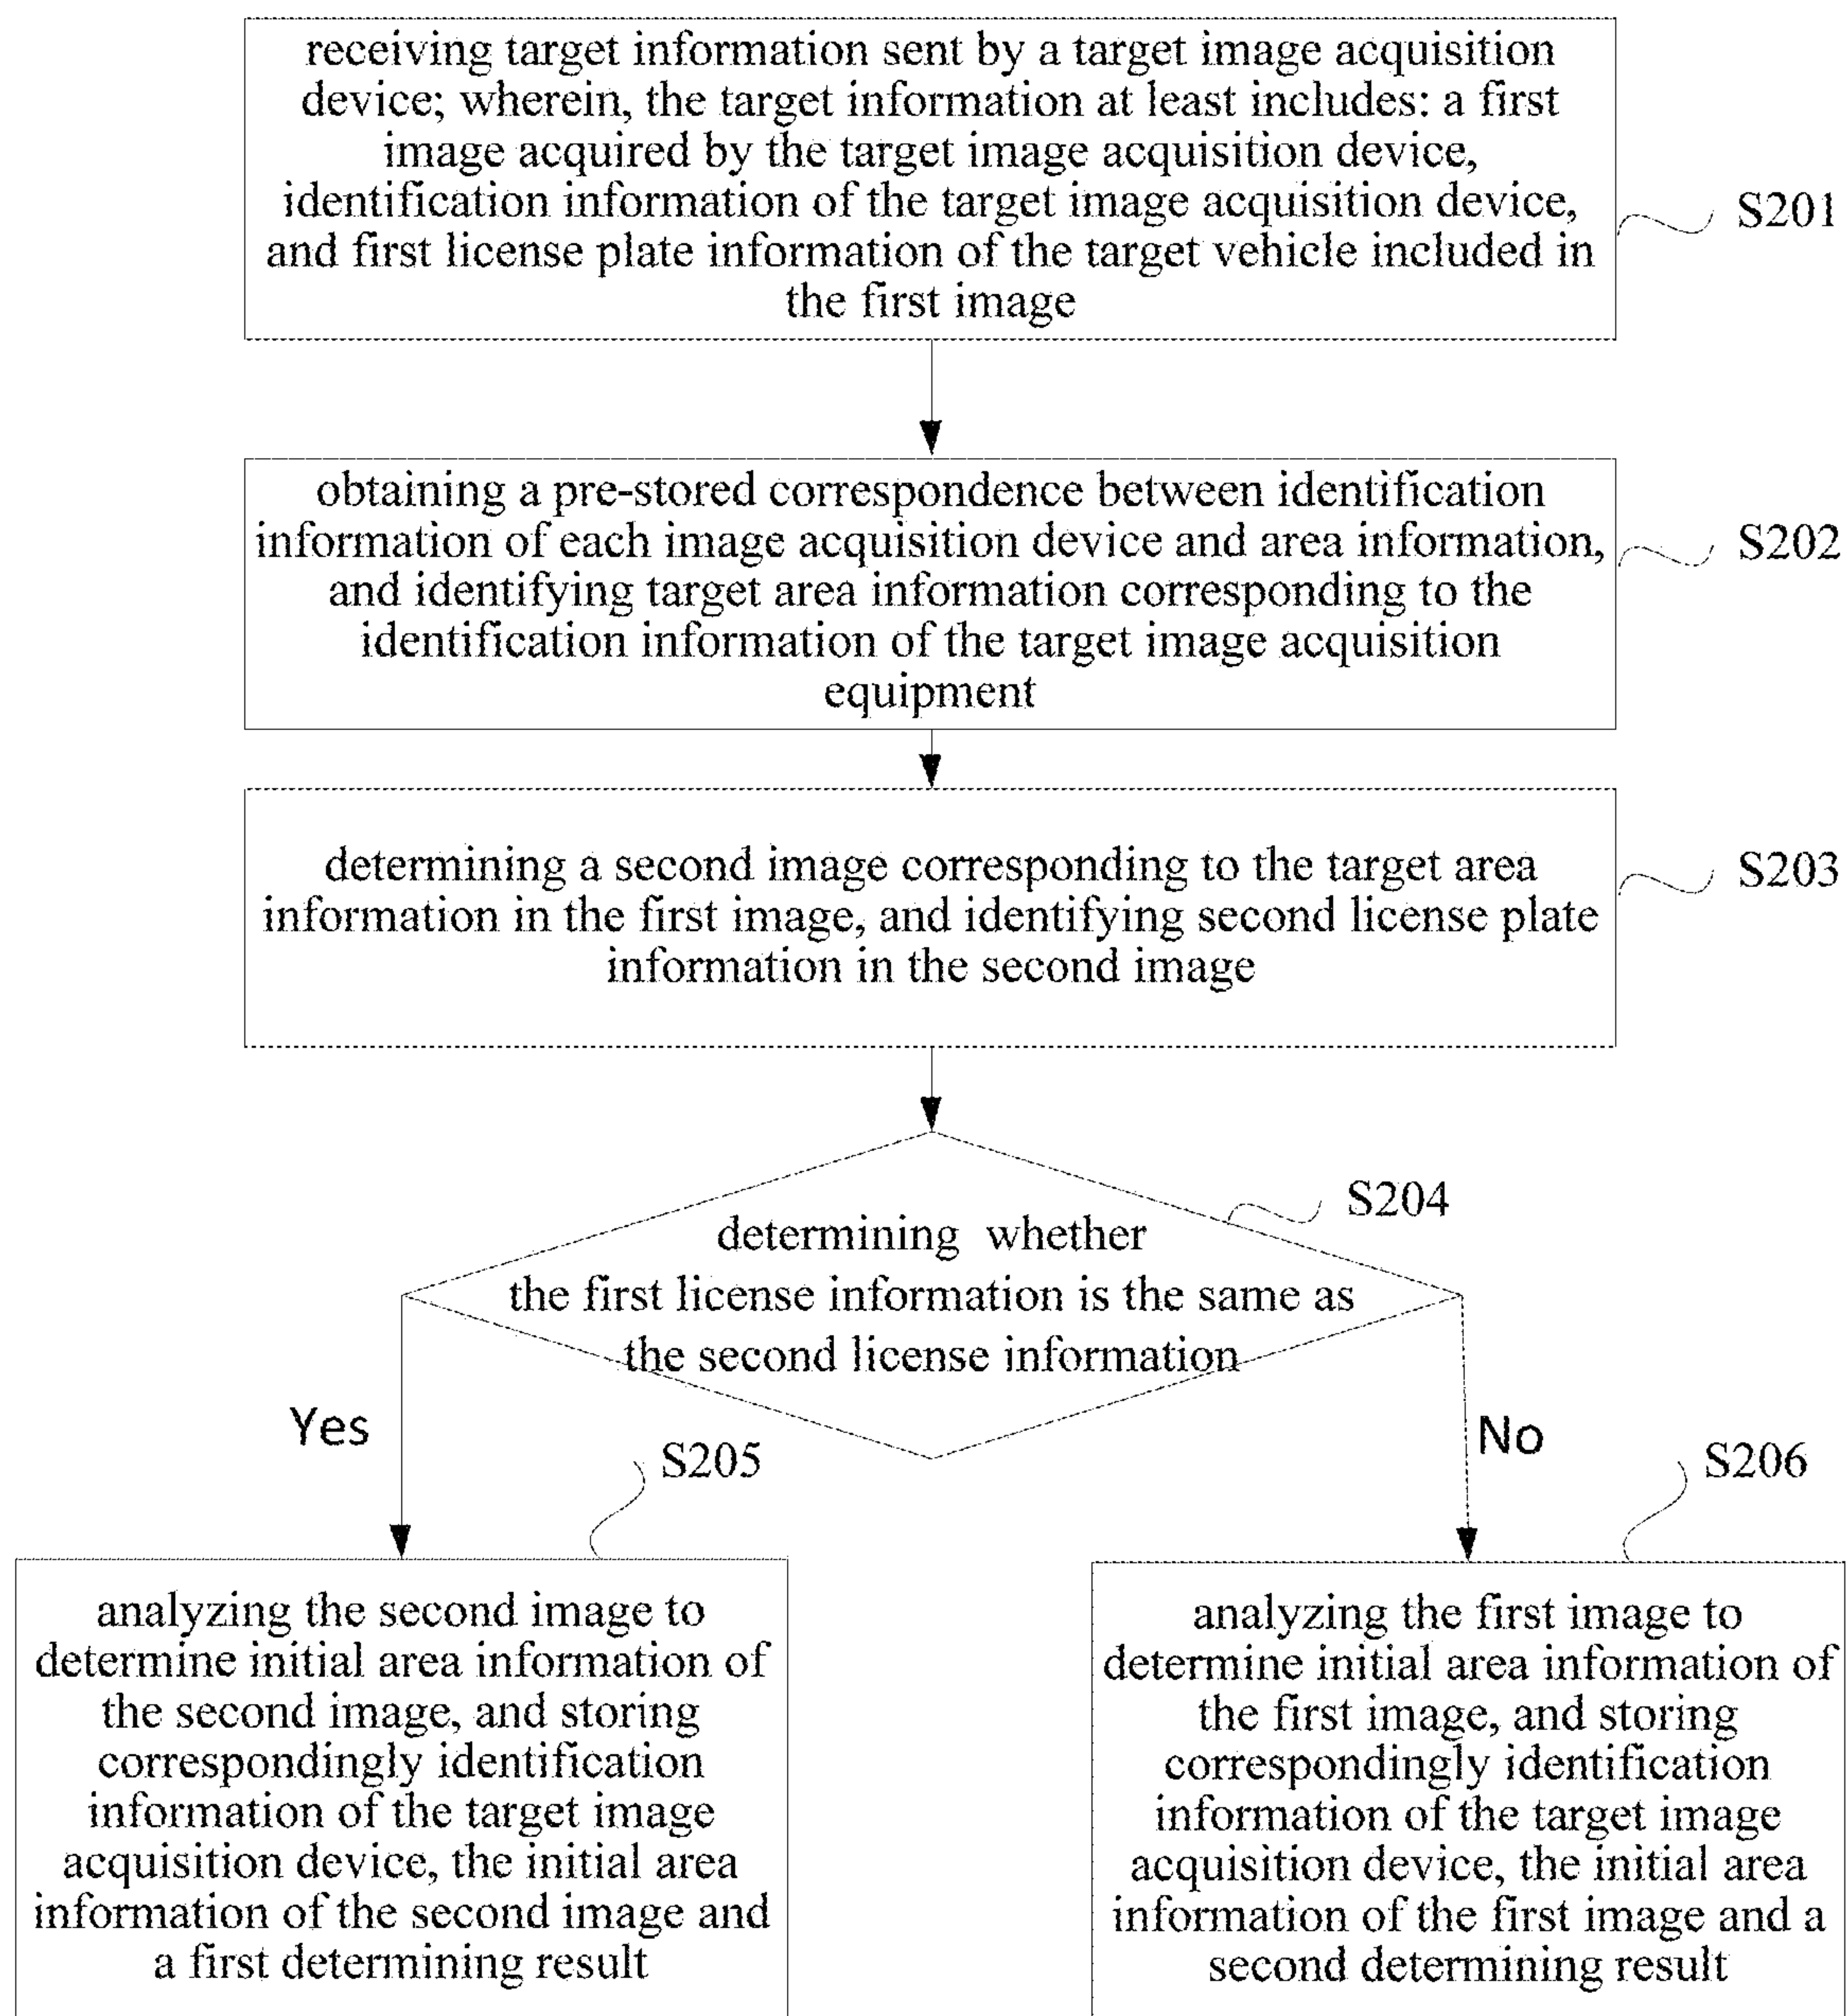 receiving target information sent by a target image acquisition
device; wherein, the target information at least includes: a first
image acquired by the target image acquisition device,
identification information of the target image acquisition device,
and first license plate information of the target vehicle included in
the first image
S201
obtaining a pre-stored correspondence between identification
information of each image acquisition device and area information,
and identifying target area information corresponding to the
identification information of the target image acquisition
equipment
S202
determining a second image corresponding to the target area
information in the first image, and identifying second license plate
information in the second image
S203
determining whether
the first license information is the same as
the second license information
S204
Yes
No
S205
analyzing the second image to
determine initial area information of
the second image, and storing
correspondingly identification
information of the target image
acquisition device, the initial area
information of the second image and
a first determining result
S206
analyzing the first image to
determine initial area information of
the first image, and storing
correspondingly identification
information of the target image
acquisition device, the initial area
information of the first image and a
second determining result